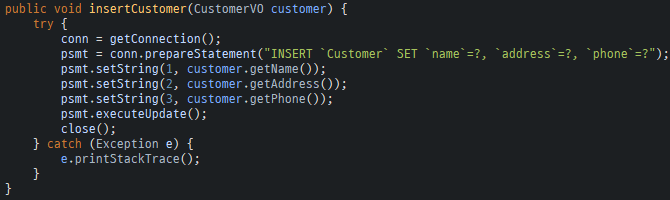 public void insertCustomer(CustomerVO customer) {
    try {
        conn = getConnection();
        psmt = conn.prepareStatement("INSERT `Customer` SET `name`=?, `address`=?, `phone`=?");
        psmt.setString(1, customer.getName());
        psmt.setString(2, customer.getAddress());
        psmt.setString(3, customer.getPhone());
        psmt.executeUpdate();
        close();
    } catch (Exception e) {
        e.printStackTrace();
    }
}